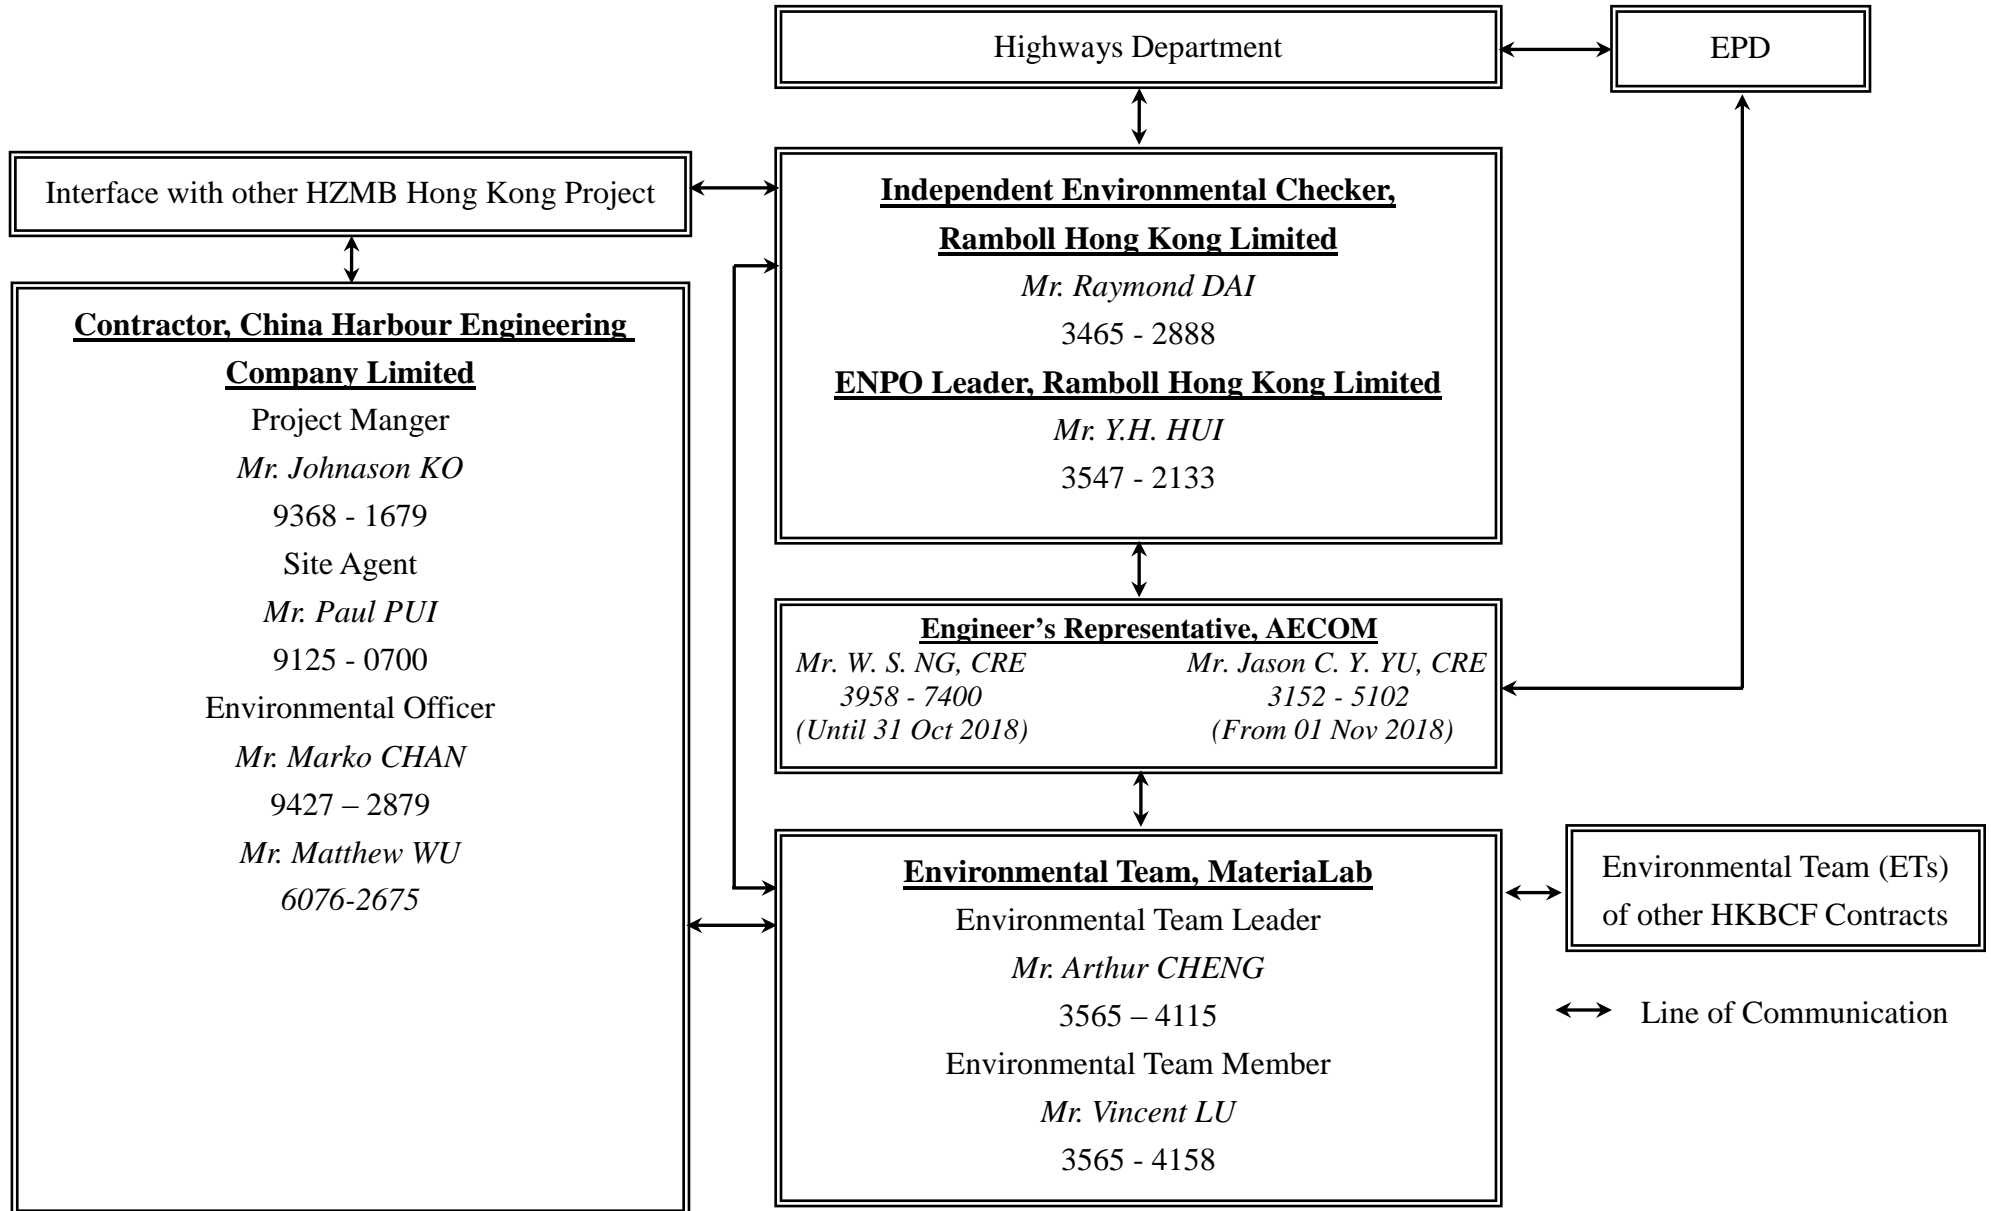 Highways Department
EPD
Interface with other HZMB Hong Kong Project
Independent Environmental Checker,
Ramboll Hong Kong Limited
Mr. Raymond DAI
3465 - 2888
ENPO Leader, Ramboll Hong Kong Limited
Mr. Y.H. HUI
3547 - 2133
Contractor, China Harbour Engineering
Company Limited
Project Manger
Mr. Johnason KO
9368 - 1679
Site Agent
Mr. Paul PUI
9125 - 0700
Environmental Officer
Mr. Marko CHAN
9427 – 2879
Mr. Matthew WU
6076-2675
Engineer’s Representative, AECOM
Mr. W. S. NG, CRE
3958 - 7400
(Until 31 Oct 2018)
Mr. Jason C. Y. YU, CRE
3152 - 5102
(From 01 Nov 2018)
Environmental Team, MateriaLab
Environmental Team Leader
Mr. Arthur CHENG
3565 – 4115
Environmental Team Member
Mr. Vincent LU
3565 - 4158
Environmental Team (ETs)
of other HKBCF Contracts
Line of Communication